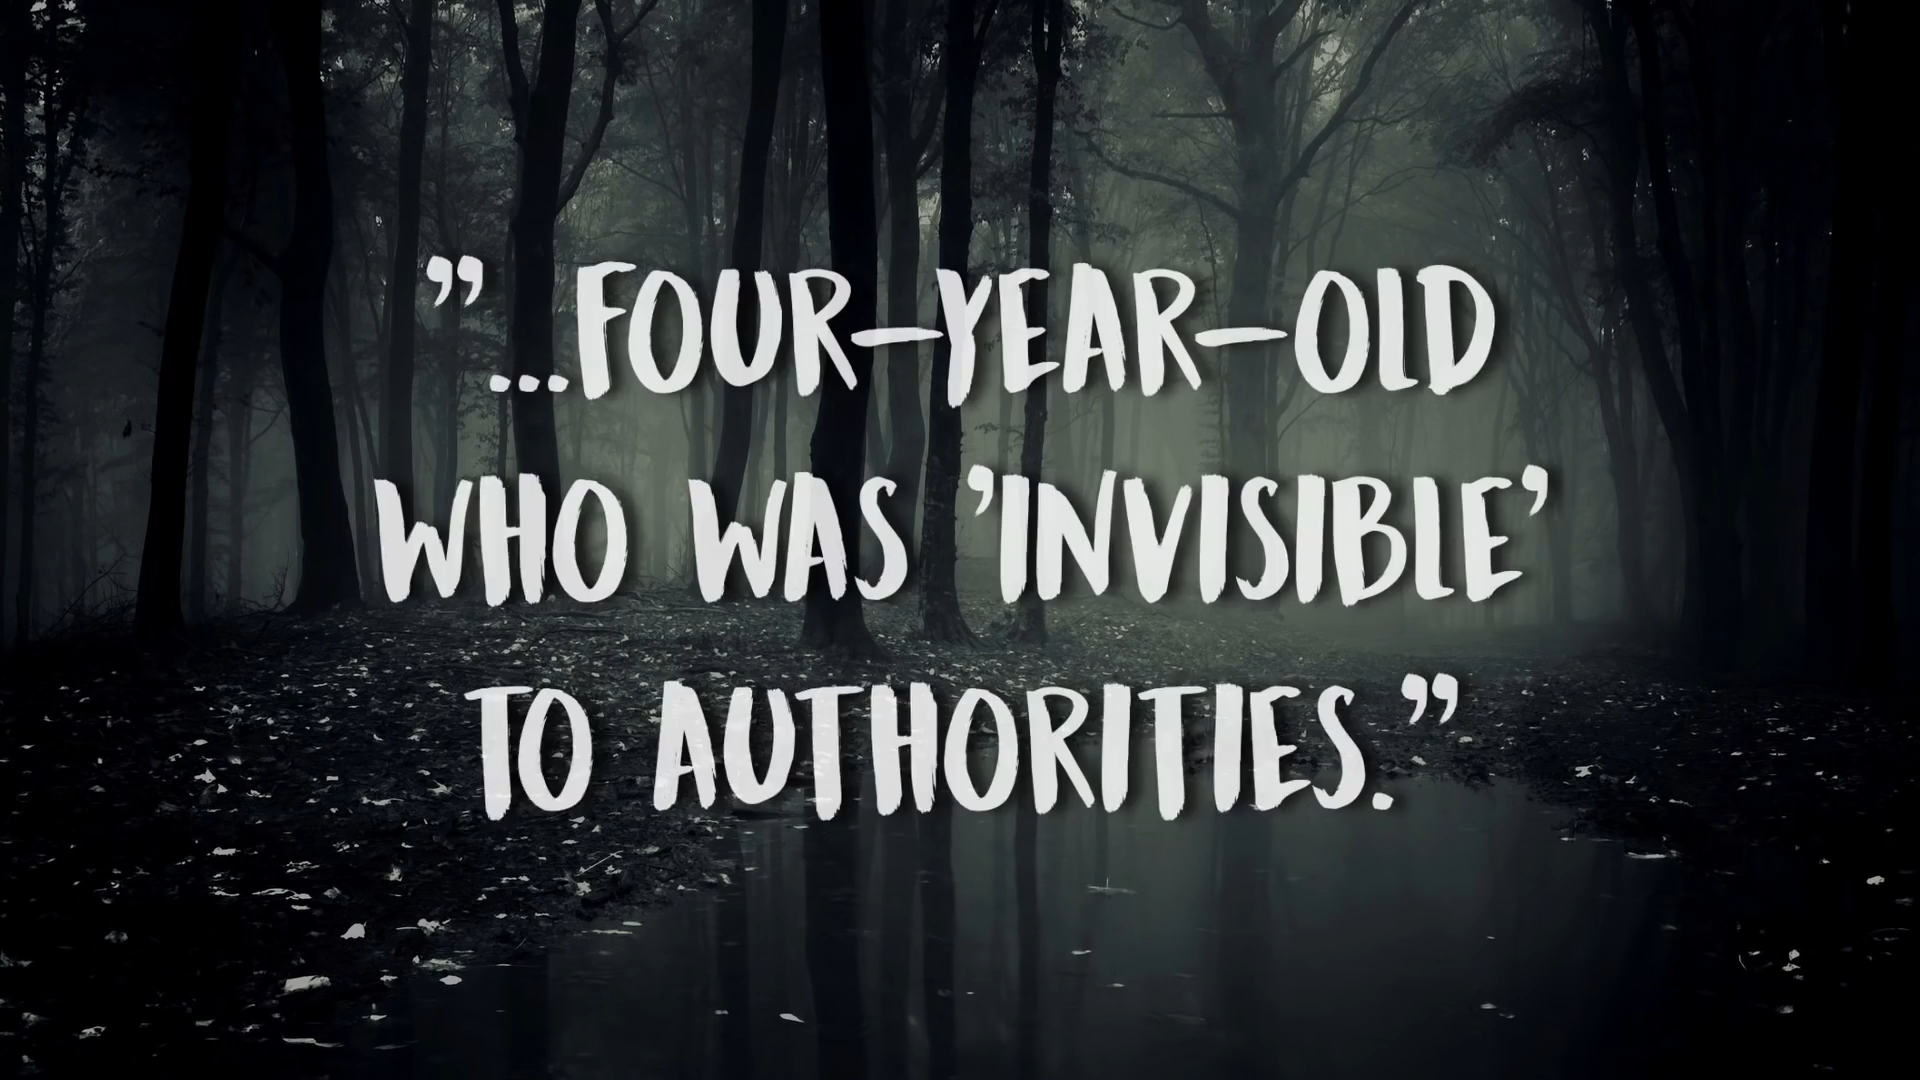 ”...FOUR-YEAR-OLD
WHO WAS ’INVISIBLE’
TO AUTHORITIES.”